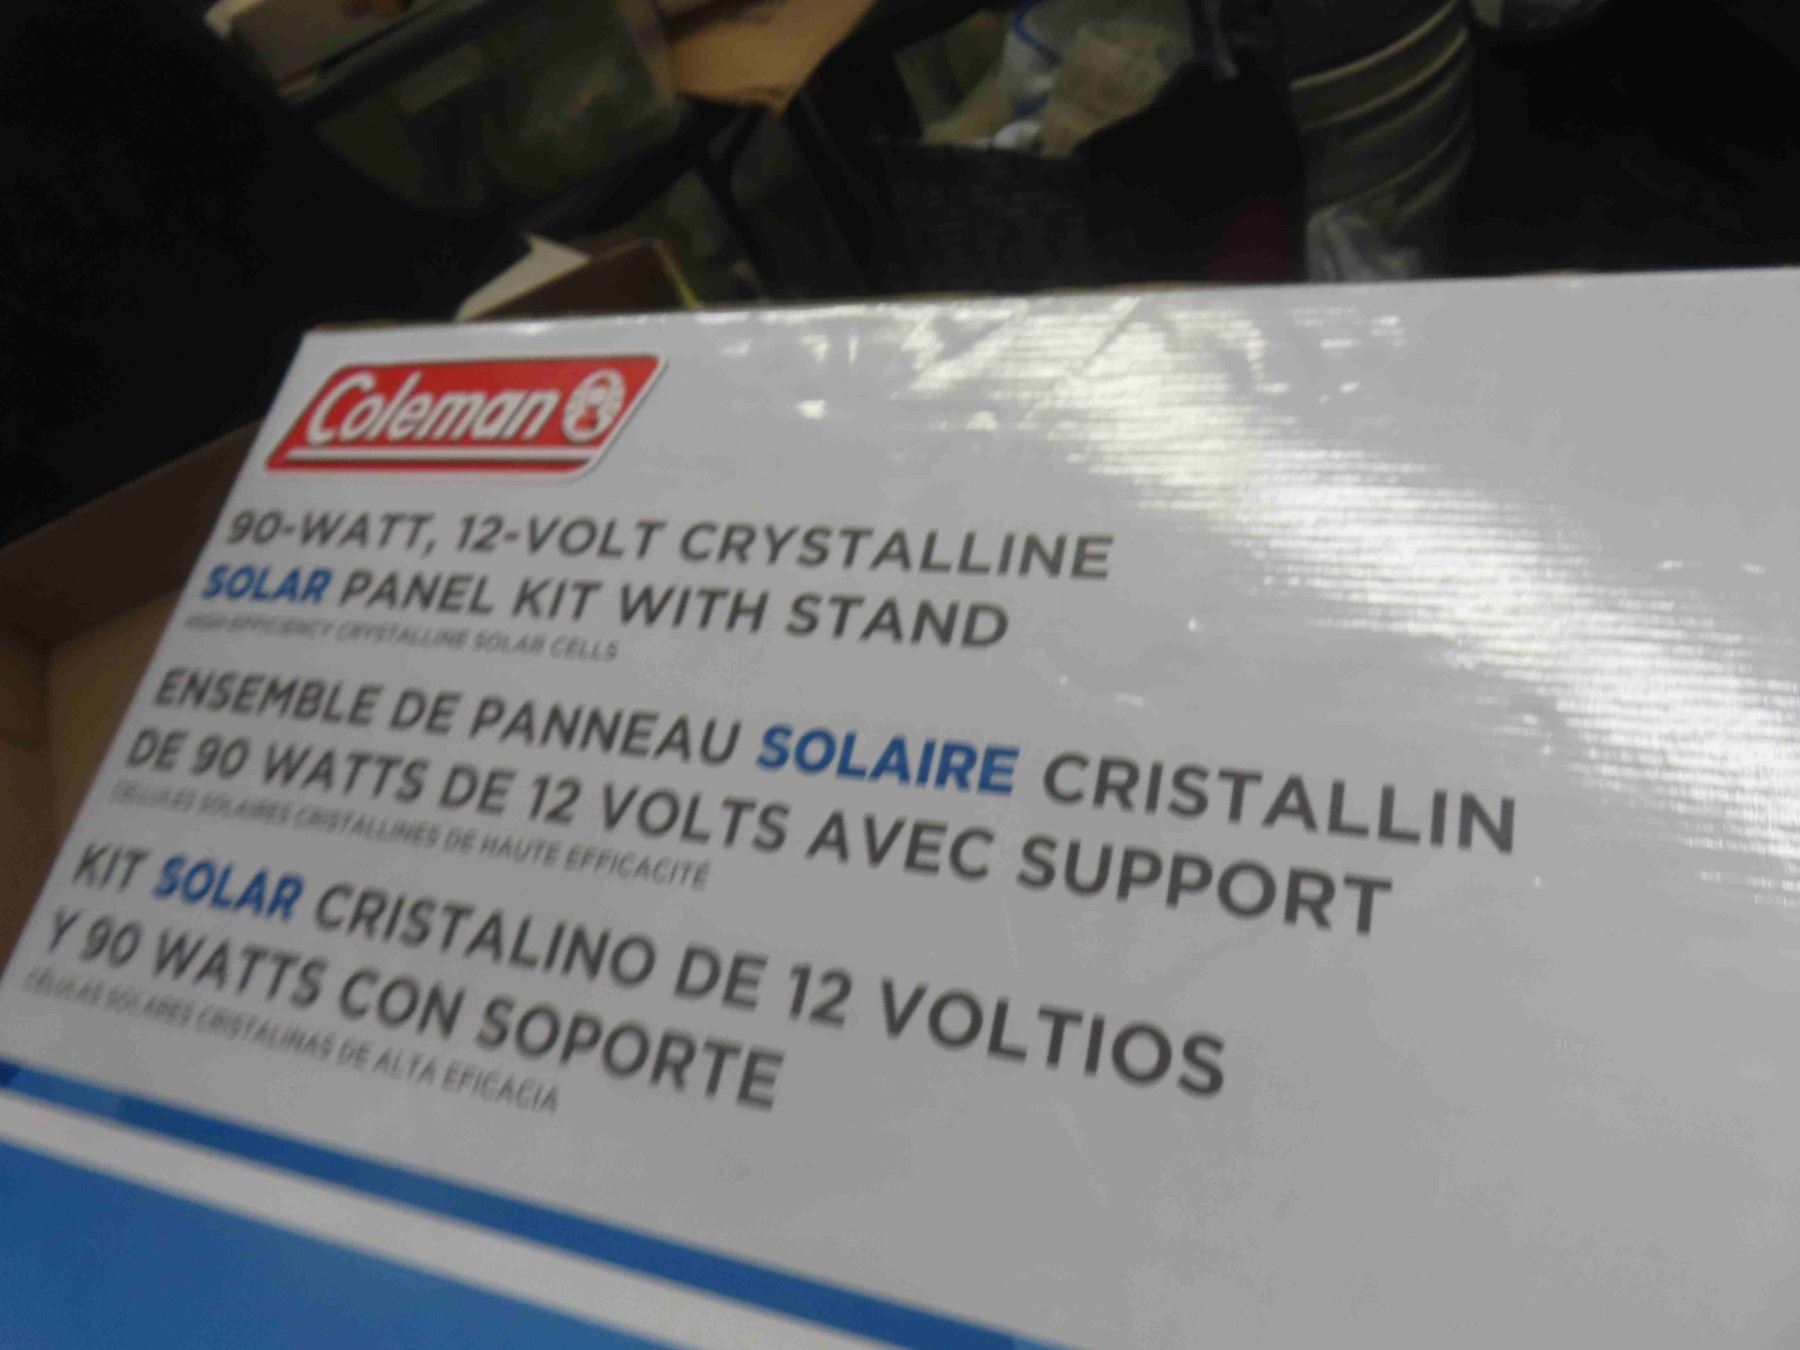 Coleman
90-WATT, 12-VOLT CRYSTALLINE
SOLAR PANEL KIT WITH STAND
HIGH-EFFICIENCY CRYSTALLINE SOLAR CELLS
ENSEMBLE DE PANNEAU SOLAIRE CRISTALLIN
DE 90 WATTS DE 12 VOLTS AVEC SUPPORT
CELLULES SOLAIRES CRISTALLINES DE HAUTE EFFICACITÉ
KIT SOLAR CRISTALINO DE 12 VOLTIOS
Y 90 WATTS CON SOPORTE
CÉLULAS SOLARES CRISTALINAS DE ALTA EFICACIA